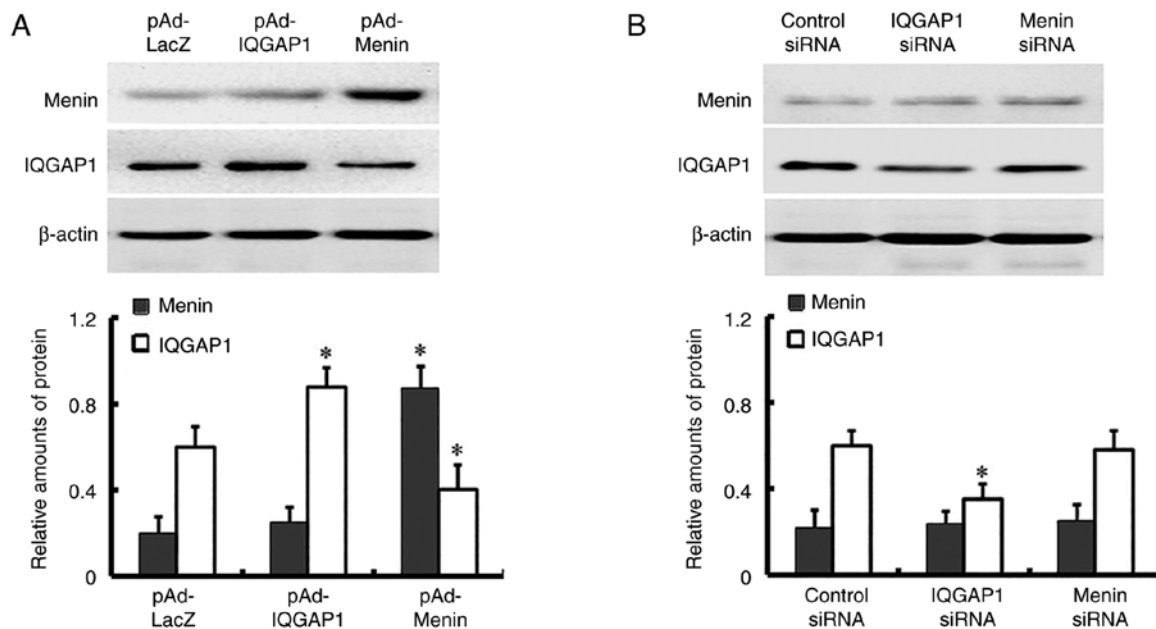 A
pAd-
LacZ
pAd-
IQGAP1
pAd-
Menin
Menin
IQGAP1
β-actin
Menin
IQGAP1
Relative amounts of protein
1.2
0.8
0.4
0
*
*
*
pAd-
LacZ
pAd-
IQGAP1
pAd-
Menin
B
Control
siRNA
IQGAP1
siRNA
Menin
siRNA
Menin
IQGAP1
β-actin
Menin
IQGAP1
Relative amounts of protein
1.2
0.8
0.4
0
*
Control
siRNA
IQGAP1
siRNA
Menin
siRNA